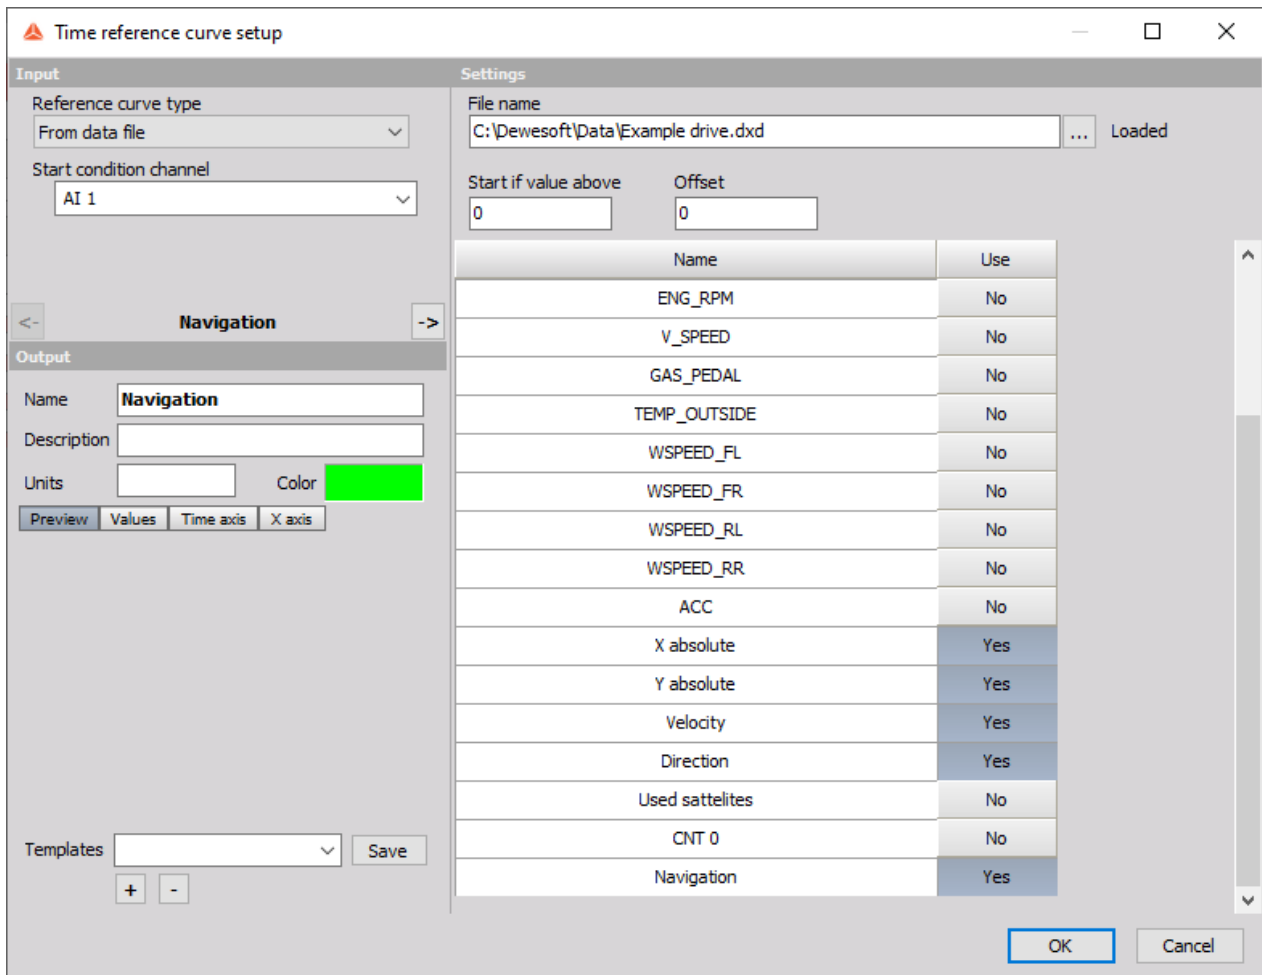 Time reference curve setup
Input
Reference curve type
From data file
Start condition channel
AI 1
<- Navigation ->
Output
Name Navigation
Description
Units Color
Preview Values Time axis X axis
Templates Save
+ -
Settings
File name
C:\Dewesoft\Data\Example drive.dxd ... Loaded
Start if value above Offset
0 0
Name Use
ENG_RPM No
V_SPEED No
GAS_PEDAL No
TEMP_OUTSIDE No
WSPEED_FL No
WSPEED_FR No
WSPEED_RL No
WSPEED_RR No
ACC No
X absolute Yes
Y absolute Yes
Velocity Yes
Direction Yes
Used sattelites No
CNT 0 No
Navigation Yes
OK Cancel